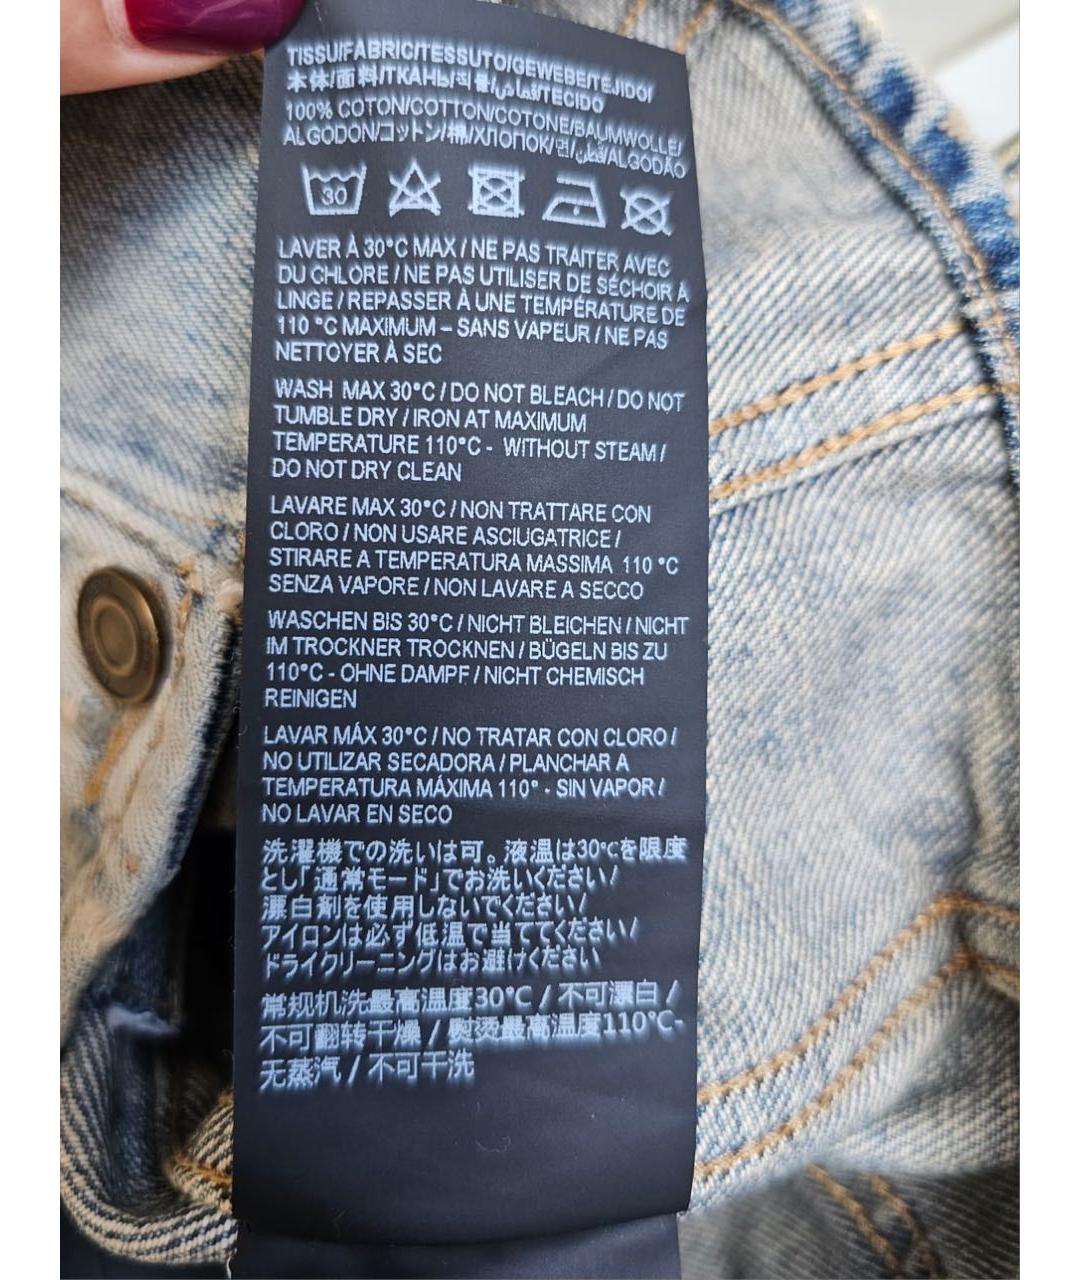 TISSU/FABRIC/TESSUTO/GEWEBE/TEJIDO/
本体/面料/ТКАНЬ/직물/قماش/TECIDO
100% COTON/COTTON/COTONE/BAUMWOLLE/
ALGODON/コットン/棉/ХЛОПОК/면/قطن/ALGODÃO
30
LAVER À 30°C MAX / NE PAS TRAITER AVEC
DU CHLORE / NE PAS UTILISER DE SÉCHOIR À
LINGE / REPASSER À UNE TEMPÉRATURE DE
110 °C MAXIMUM – SANS VAPEUR / NE PAS
NETTOYER À SEC
WASH MAX 30°C / DO NOT BLEACH / DO NOT
TUMBLE DRY / IRON AT MAXIMUM
TEMPERATURE 110°C - WITHOUT STEAM /
DO NOT DRY CLEAN
LAVARE MAX 30°C / NON TRATTARE CON
CLORO / NON USARE ASCIUGATRICE /
STIRARE A TEMPERATURA MASSIMA 110 °C
SENZA VAPORE / NON LAVARE A SECCO
WASCHEN BIS 30°C / NICHT BLEICHEN / NICHT
IM TROCKNER TROCKNEN / BÜGELN BIS ZU
110°C - OHNE DAMPF / NICHT CHEMISCH
REINIGEN
LAVAR MÁX 30°C / NO TRATAR CON CLORO /
NO UTILIZAR SECADORA / PLANCHAR A
TEMPERATURA MÁXIMA 110° - SIN VAPOR /
NO LAVAR EN SECO
洗濯機での洗いは可。液温は30℃を限度
とし「通常モード」でお洗いください/
漂白剤を使用しないでください/
アイロンは必ず低温で当ててください/
ドライクリーニングはお避けください
常规机洗最高温度30°C / 不可漂白 /
不可翻转干燥 / 熨烫最高温度110°C-
无蒸汽 / 不可干洗